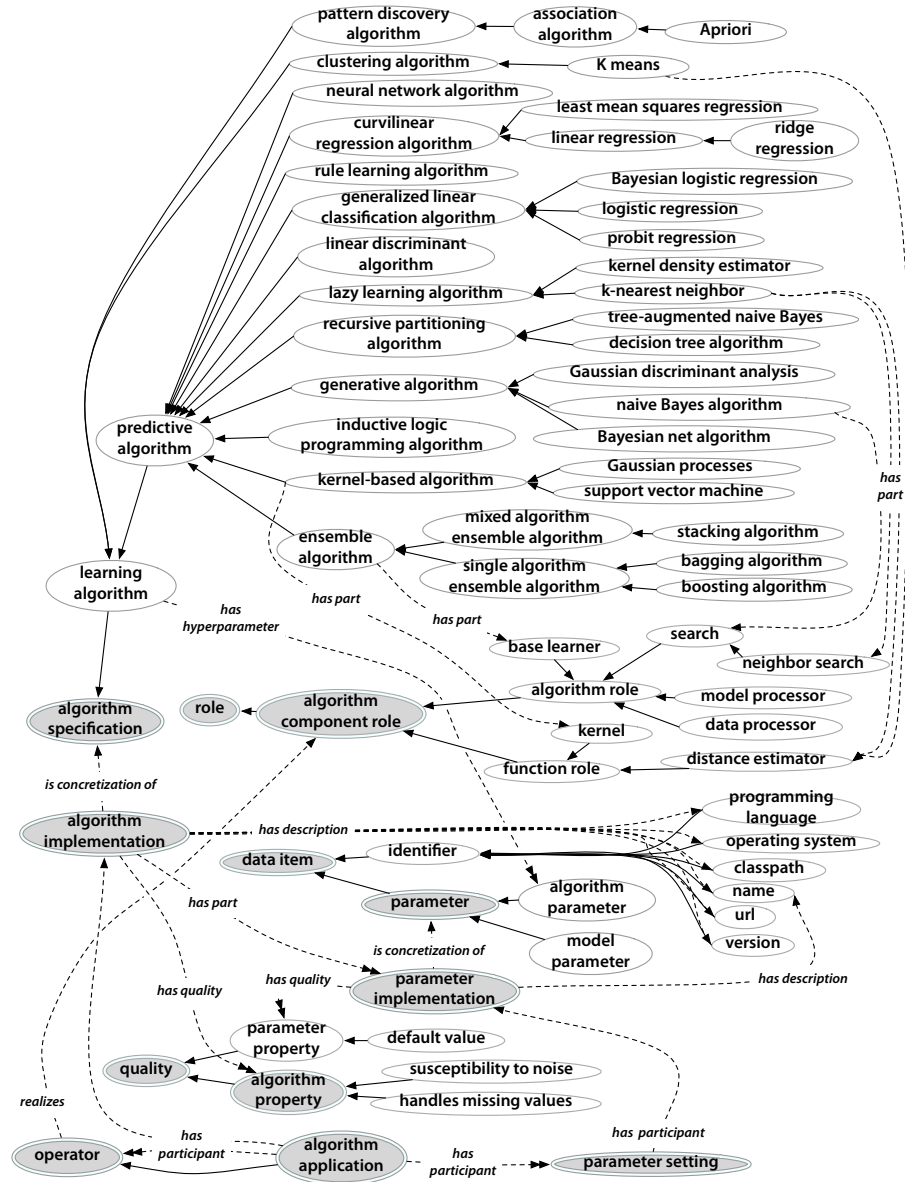 pattern discovery
algorithm
association
algorithm
Apriori
clustering algorithm
K means
neural network algorithm
least mean squares regression
curvilinear
regression algorithm
linear regression
ridge
regression
rule learning algorithm
Bayesian logistic regression
generalized linear
classification algorithm
logistic regression
probit regression
linear discriminant
algorithm
kernel density estimator
lazy learning algorithm
k-nearest neighbor
tree-augmented naive Bayes
recursive partitioning
algorithm
decision tree algorithm
Gaussian discriminant analysis
generative algorithm
naive Bayes algorithm
predictive
algorithm
inductive logic
programming algorithm
Bayesian net algorithm
Gaussian processes
kernel-based algorithm
support vector machine
has
part
mixed algorithm
ensemble algorithm
stacking algorithm
ensemble
algorithm
single algorithm
ensemble algorithm
bagging algorithm
boosting algorithm
learning
algorithm
has
hyperparameter
has part
has part
search
base learner
neighbor search
algorithm role
model processor
algorithm
specification
role
algorithm
component role
data processor
kernel
function role
distance estimator
is concretization of
programming
language
algorithm
implementation
has description
operating system
data item
identifier
classpath
algorithm
parameter
name
has part
parameter
url
model
parameter
version
is concretization of
has quality
has quality
parameter
implementation
has description
parameter
property
default value
quality
algorithm
property
susceptibility to noise
handles missing values
realizes
has
participant
has participant
operator
algorithm
application
has
participant
parameter setting